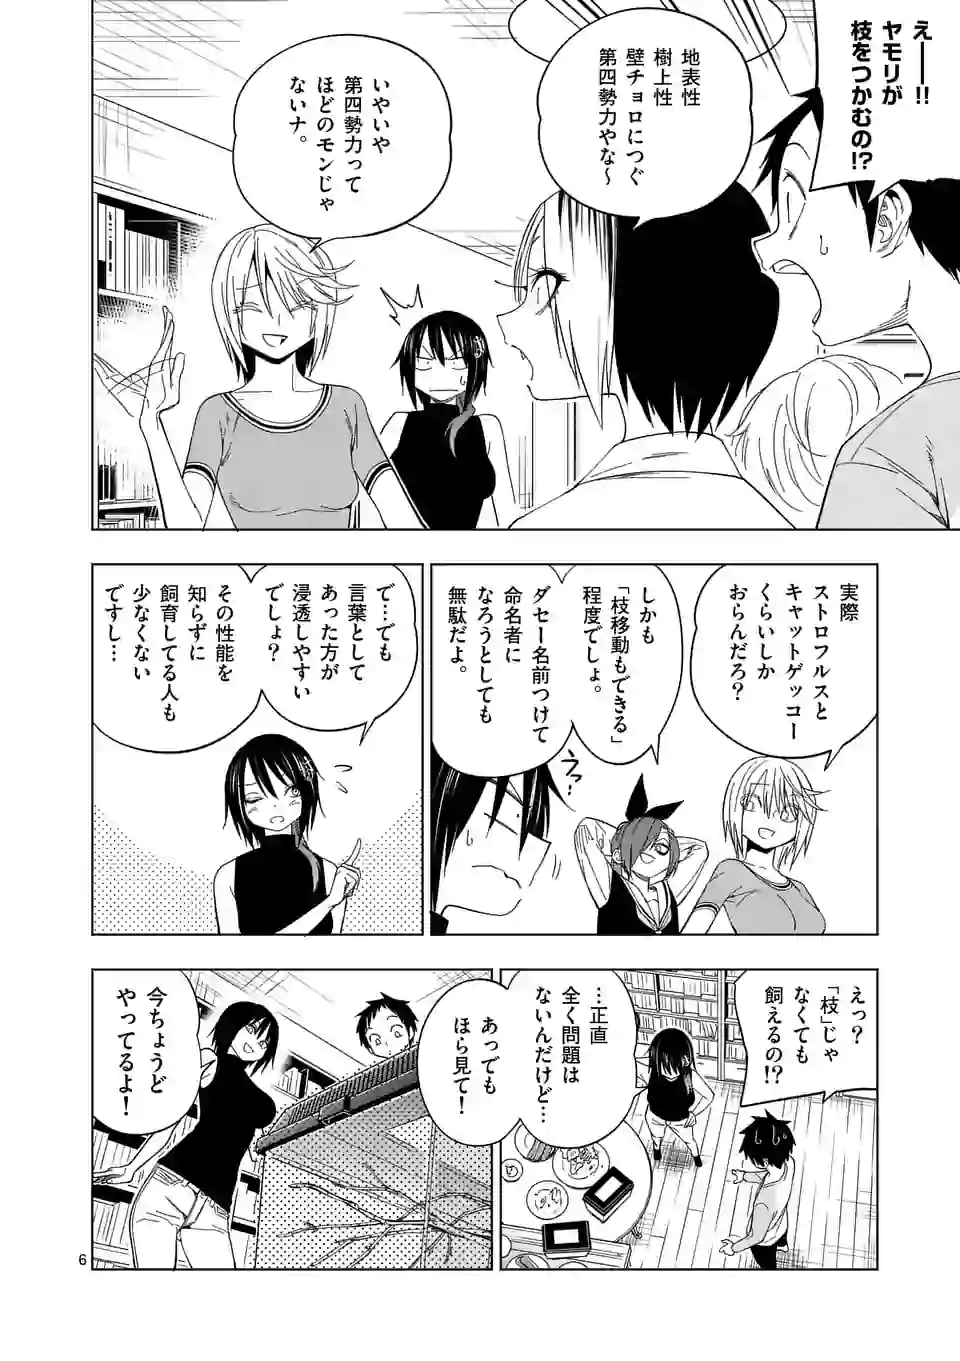 えーー!!
ヤモリが
枝をつかむの!?
地表性
樹上性
壁チョロにつぐ
第四勢力やな～
いやいや
第四勢力って
ほどのモンじゃ
ないナ。
実際
ストロフルスと
キャットゲッコー
くらいしか
おらんだろ?
しかも
「枝移動もできる」
程度でしょ。
ダセー名前つけて
命名者に
なろうとしても
無駄だよ。
うっ
で…でも
言葉として
あった方が
浸透しやすい
でしょ?
その性能を
知らずに
飼育してる人も
少なくない
ですし…
えっ?
「枝」じゃ
なくても
飼えるの!?
…正直
全く問題は
ないんだけど…
あっても
ほら見て!
今ちょうど
やってるよ!
6